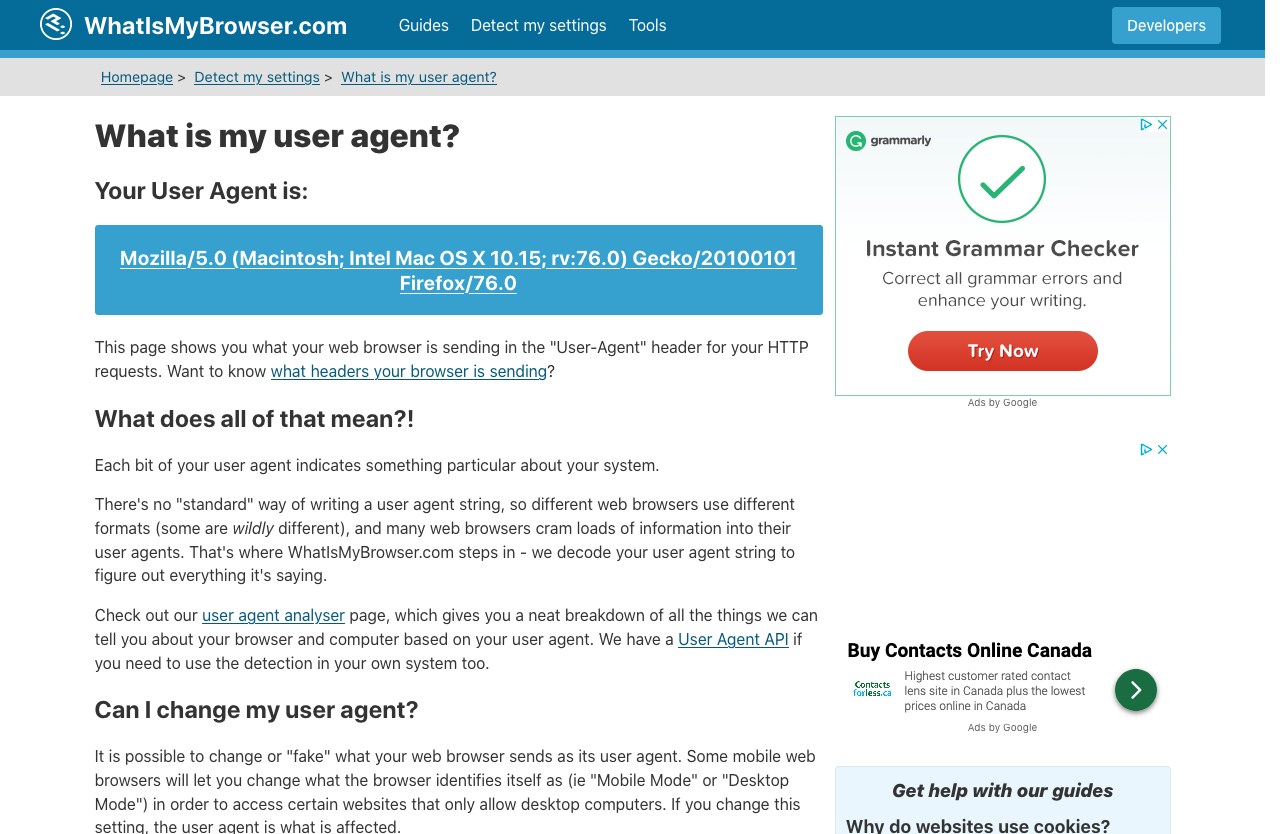 WhatIsMyBrowser.com
Guides Detect my settings Tools
Developers
Homepage > Detect my settings > What is my user agent?
What is my user agent?
Your User Agent is:
Mozilla/5.0 (Macintosh; Intel Mac OS X 10.15; rv:76.0) Gecko/20100101
Firefox/76.0
This page shows you what your web browser is sending in the "User-Agent" header for your HTTP
requests. Want to know what headers your browser is sending?
What does all of that mean?!
Each bit of your user agent indicates something particular about your system.
There's no "standard" way of writing a user agent string, so different web browsers use different
formats (some are wildly different), and many web browsers cram loads of information into their
user agents. That's where WhatIsMyBrowser.com steps in - we decode your user agent string to
figure out everything it's saying.
Check out our user agent analyser page, which gives you a neat breakdown of all the things we can
tell you about your browser and computer based on your user agent. We have a User Agent API if
you need to use the detection in your own system too.
Can I change my user agent?
It is possible to change or "fake" what your web browser sends as its user agent. Some mobile web
browsers will let you change what the browser identifies itself as (ie "Mobile Mode" or "Desktop
Mode") in order to access certain websites that only allow desktop computers. If you change this
setting, the user agent is what is affected.
grammarly
Instant Grammar Checker
Correct all grammar errors and
enhance your writing.
Try Now
Ads by Google
Buy Contacts Online Canada
Contacts
forless.ca
Highest customer rated contact
lens site in Canada plus the lowest
prices online in Canada
Ads by Google
Get help with our guides
Why do websites use cookies?